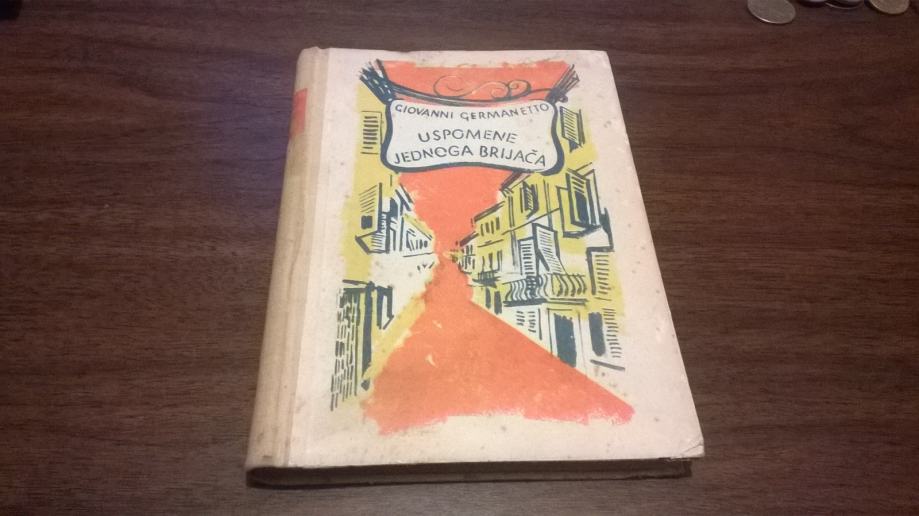 GIOVANNI GERMANETTO
USPOMENE
JEDNOGA BRIJAČA